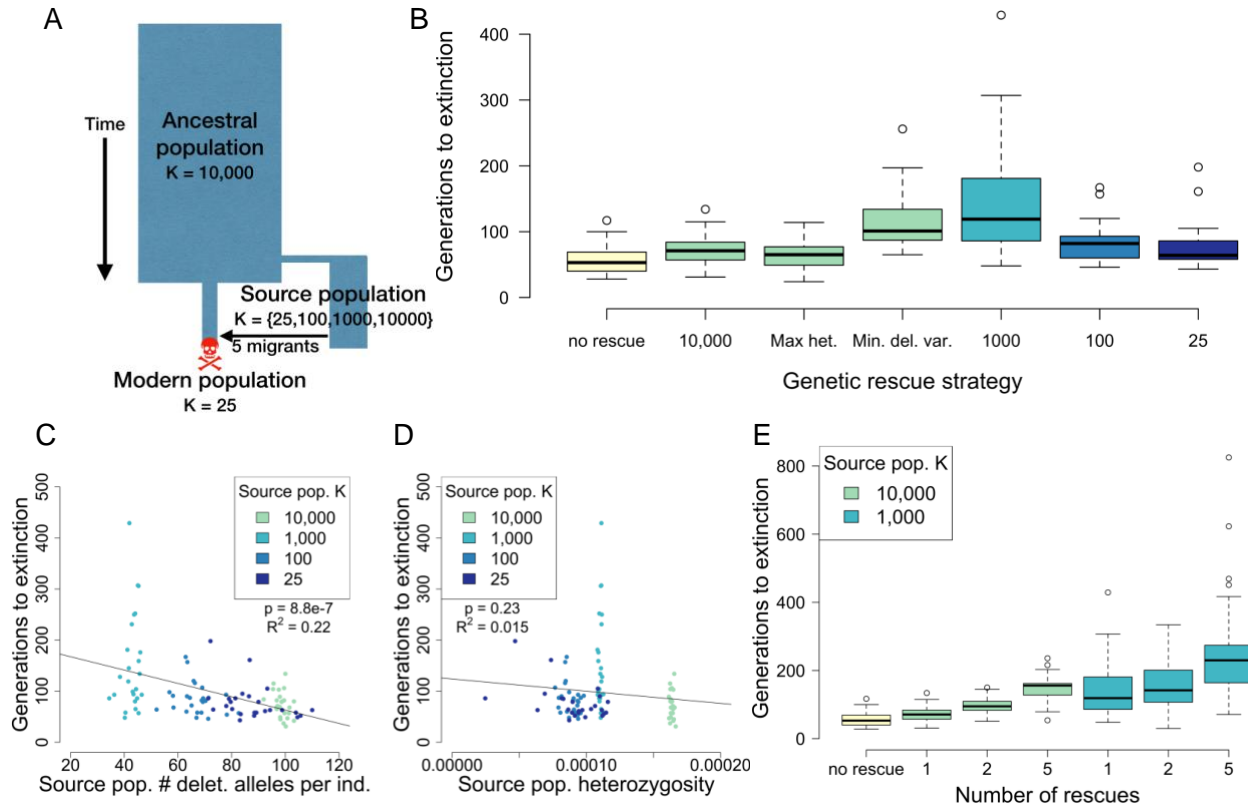 A
Time
Ancestral
population
K = 10,000
Source population
K = {25,100,1000,10000}
5 migrants
Modern population
K = 25
B
Generations to extinction
400
300
200
100
0
no rescue 10,000 Max het. Min. del. var. 1000 100 25
Genetic rescue strategy
C
Generations to extinction
500
400
300
200
100
0
Source pop. K
10,000
1,000
100
25
p = 8.8e-7
R² = 0.22
20 40 60 80 100 120
Source pop. # delet. alleles per ind.
D
Generations to extinction
500
400
300
200
100
0
Source pop. K
10,000
1,000
100
25
p = 0.23
R² = 0.015
0.00000 0.00010 0.00020
Source pop. heterozygosity
E
Generations to extinction
800
600
400
200
0
Source pop. K
10,000
1,000
no rescue 1 2 5 1 2 5
Number of rescues